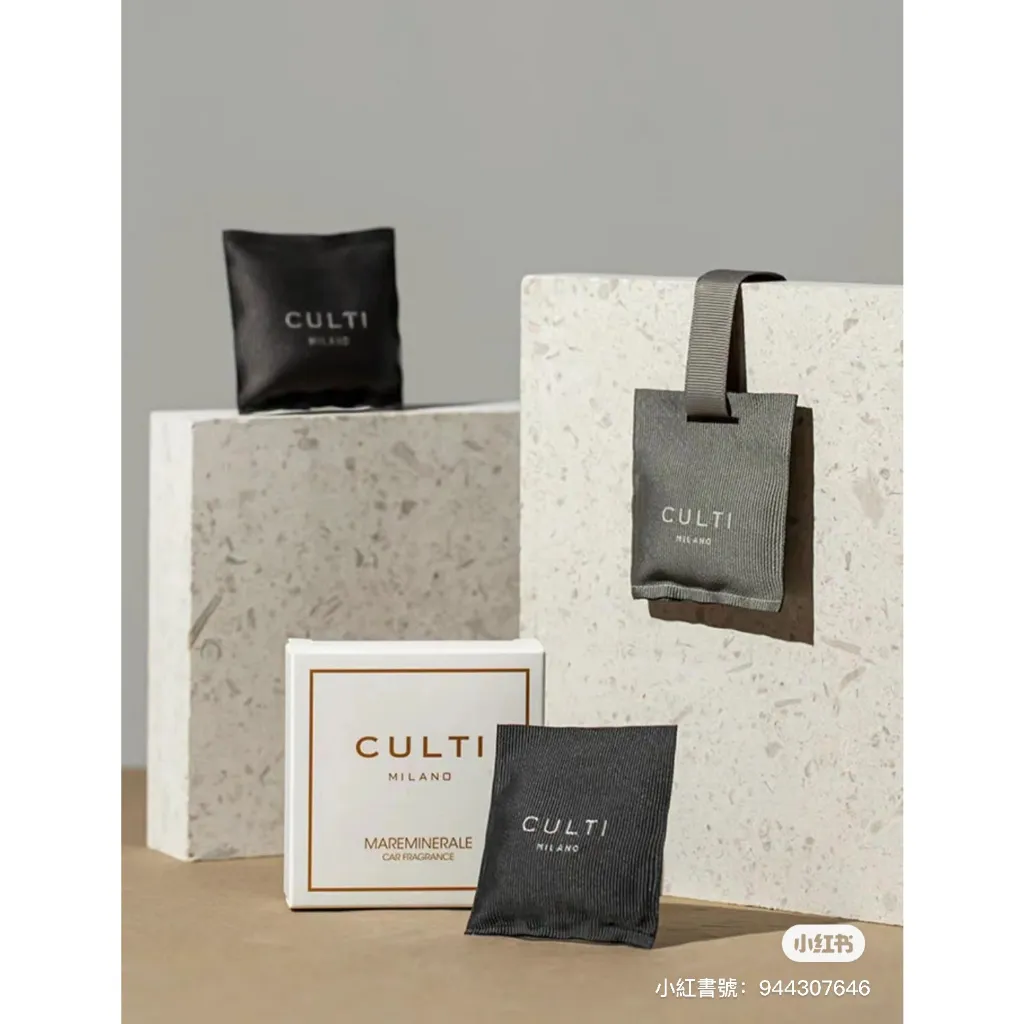 CULTI
MILANO
CULTI
MILANO
CULTI
MILANO
MAREMINERALE
CAR FRAGRANCE
CULTI
MILANO
小红书
小紅書號：944307646